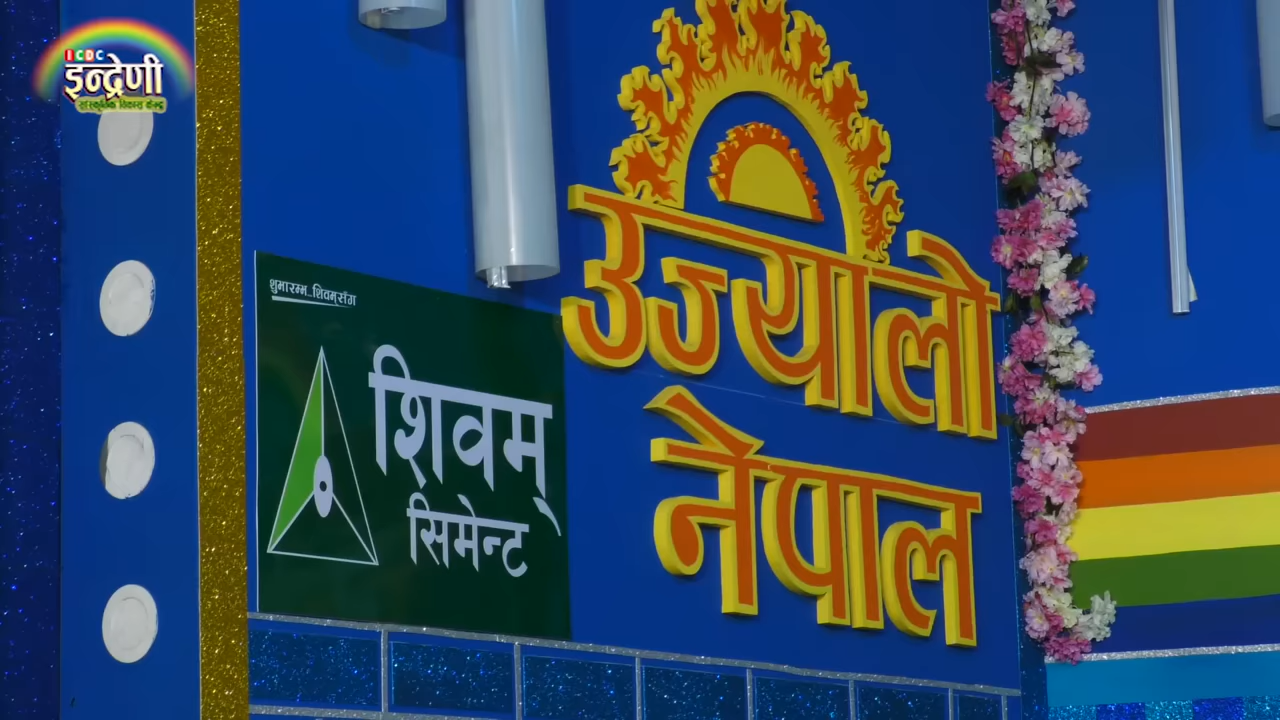 ICDC
इन्द्रेणी
सांस्कृतिक विकास केन्द्र
शुभारम्भ...शिवम्सँग
शिवम्
सिमेन्ट
उज्यालो
नेपाल